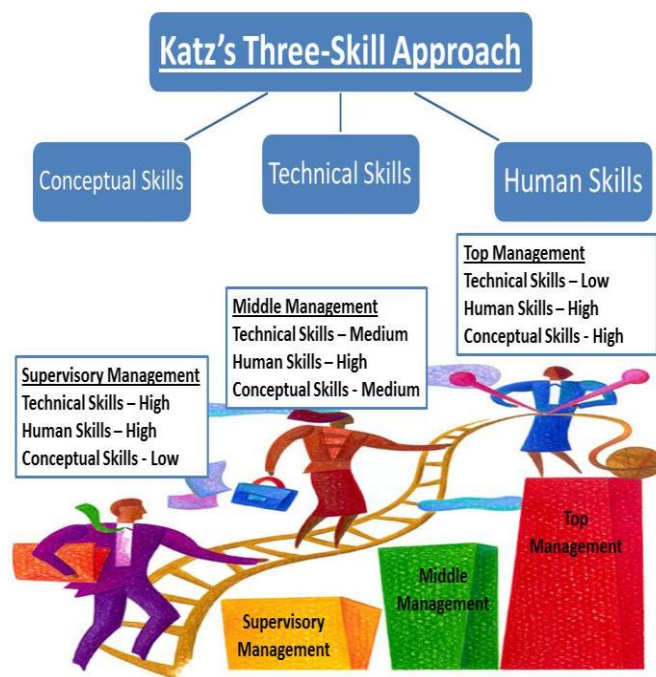 Katz's Three-Skill Approach
Conceptual Skills
Technical Skills
Human Skills
Top Management
Technical Skills – Low
Human Skills – High
Conceptual Skills - High
Middle Management
Technical Skills – Medium
Human Skills – High
Conceptual Skills - Medium
Supervisory Management
Technical Skills – High
Human Skills – High
Conceptual Skills - Low
Top
Management
Middle
Management
Supervisory
Management